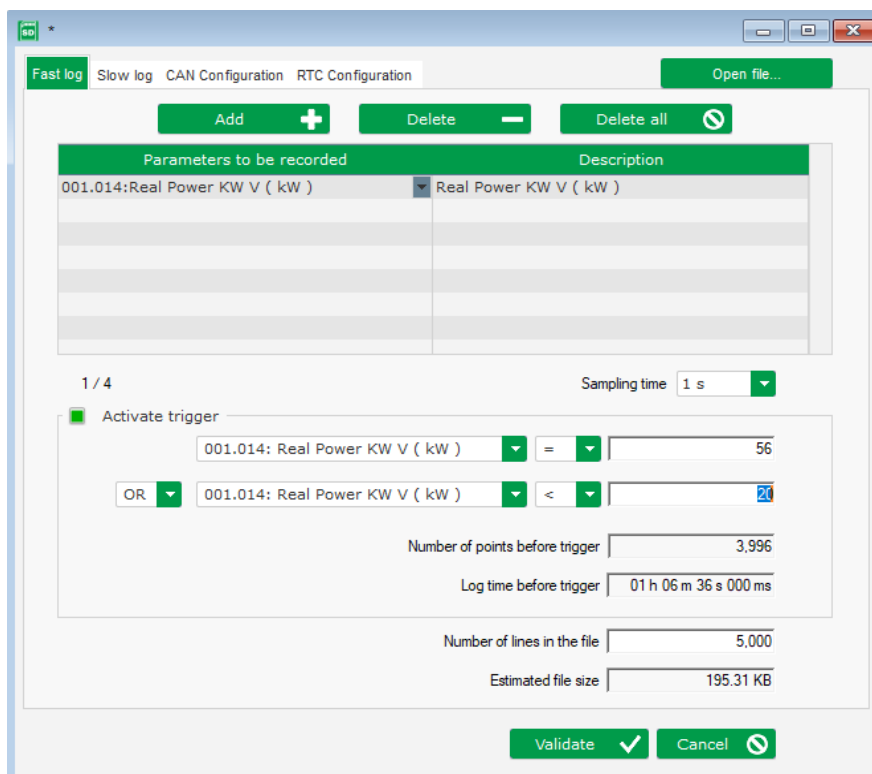 SD *
Fast log Slow log CAN Configuration RTC Configuration Open file...
Add Delete Delete all
Parameters to be recorded Description
001.014:Real Power KW V ( kW ) Real Power KW V ( kW )
1 / 4 Sampling time 1 s
Activate trigger
001.014: Real Power KW V ( kW ) = 56
OR 001.014: Real Power KW V ( kW ) < 20
Number of points before trigger 3,996
Log time before trigger 01 h 06 m 36 s 000 ms
Number of lines in the file 5,000
Estimated file size 195.31 KB
Validate Cancel